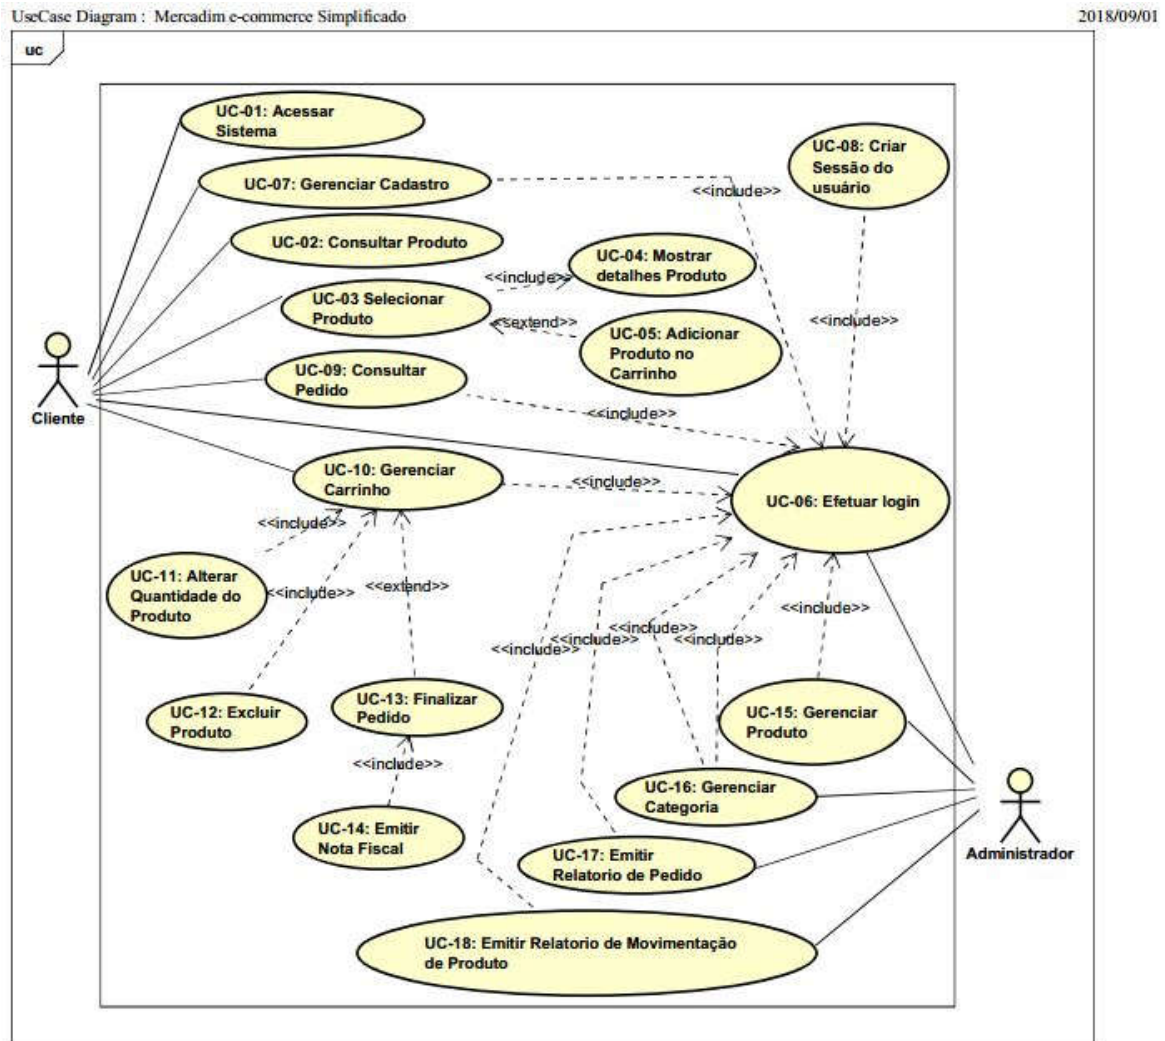 UseCase Diagram : Mercadim e-commerce Simplificado
2018/09/01
uc
UC-01: Acessar
Sistema
UC-08: Criar
Sessão do
usuário
UC-07: Gerenciar Cadastro
<<include>>
UC-02: Consultar Produto
UC-04: Mostrar
detalhes Produto
<<include>>
UC-03 Selecionar
Produto
<<extend>>
<<include>>
UC-05: Adicionar
Produto no
Carrinho
UC-09: Consultar
Pedido
Cliente
<<include>>
UC-10: Gerenciar
Carrinho
<<include>>
UC-06: Efetuar login
<<include>>
UC-11: Alterar
Quantidade do
Produto
<<include>>
<<extend>>
<<include>>
<<include>>
<<include>>
<<include>>
<<include>>
UC-12: Excluir
Produto
UC-13: Finalizar
Pedido
UC-15: Gerenciar
Produto
<<include>>
UC-16: Gerenciar
Categoria
UC-14: Emitir
Nota Fiscal
UC-17: Emitir
Relatorio de Pedido
Administrador
UC-18: Emitir Relatorio de Movimentação
de Produto